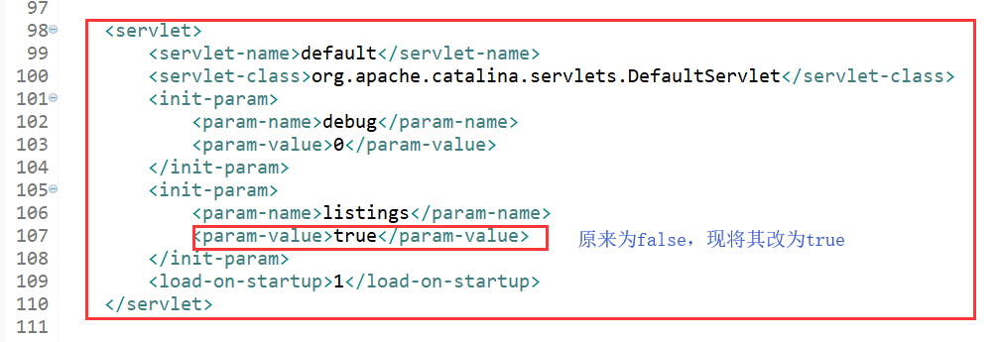 97
98 <servlet>
99 <servlet-name>default</servlet-name>
100 <servlet-class>org.apache.catalina.servlets.DefaultServlet</servlet-class>
101 <init-param>
102 <param-name>debug</param-name>
103 <param-value>0</param-value>
104 </init-param>
105 <init-param>
106 <param-name>listings</param-name>
107 <param-value>true</param-value> 原来为false，现将其改为true
108 </init-param>
109 <load-on-startup>1</load-on-startup>
110 </servlet>
111